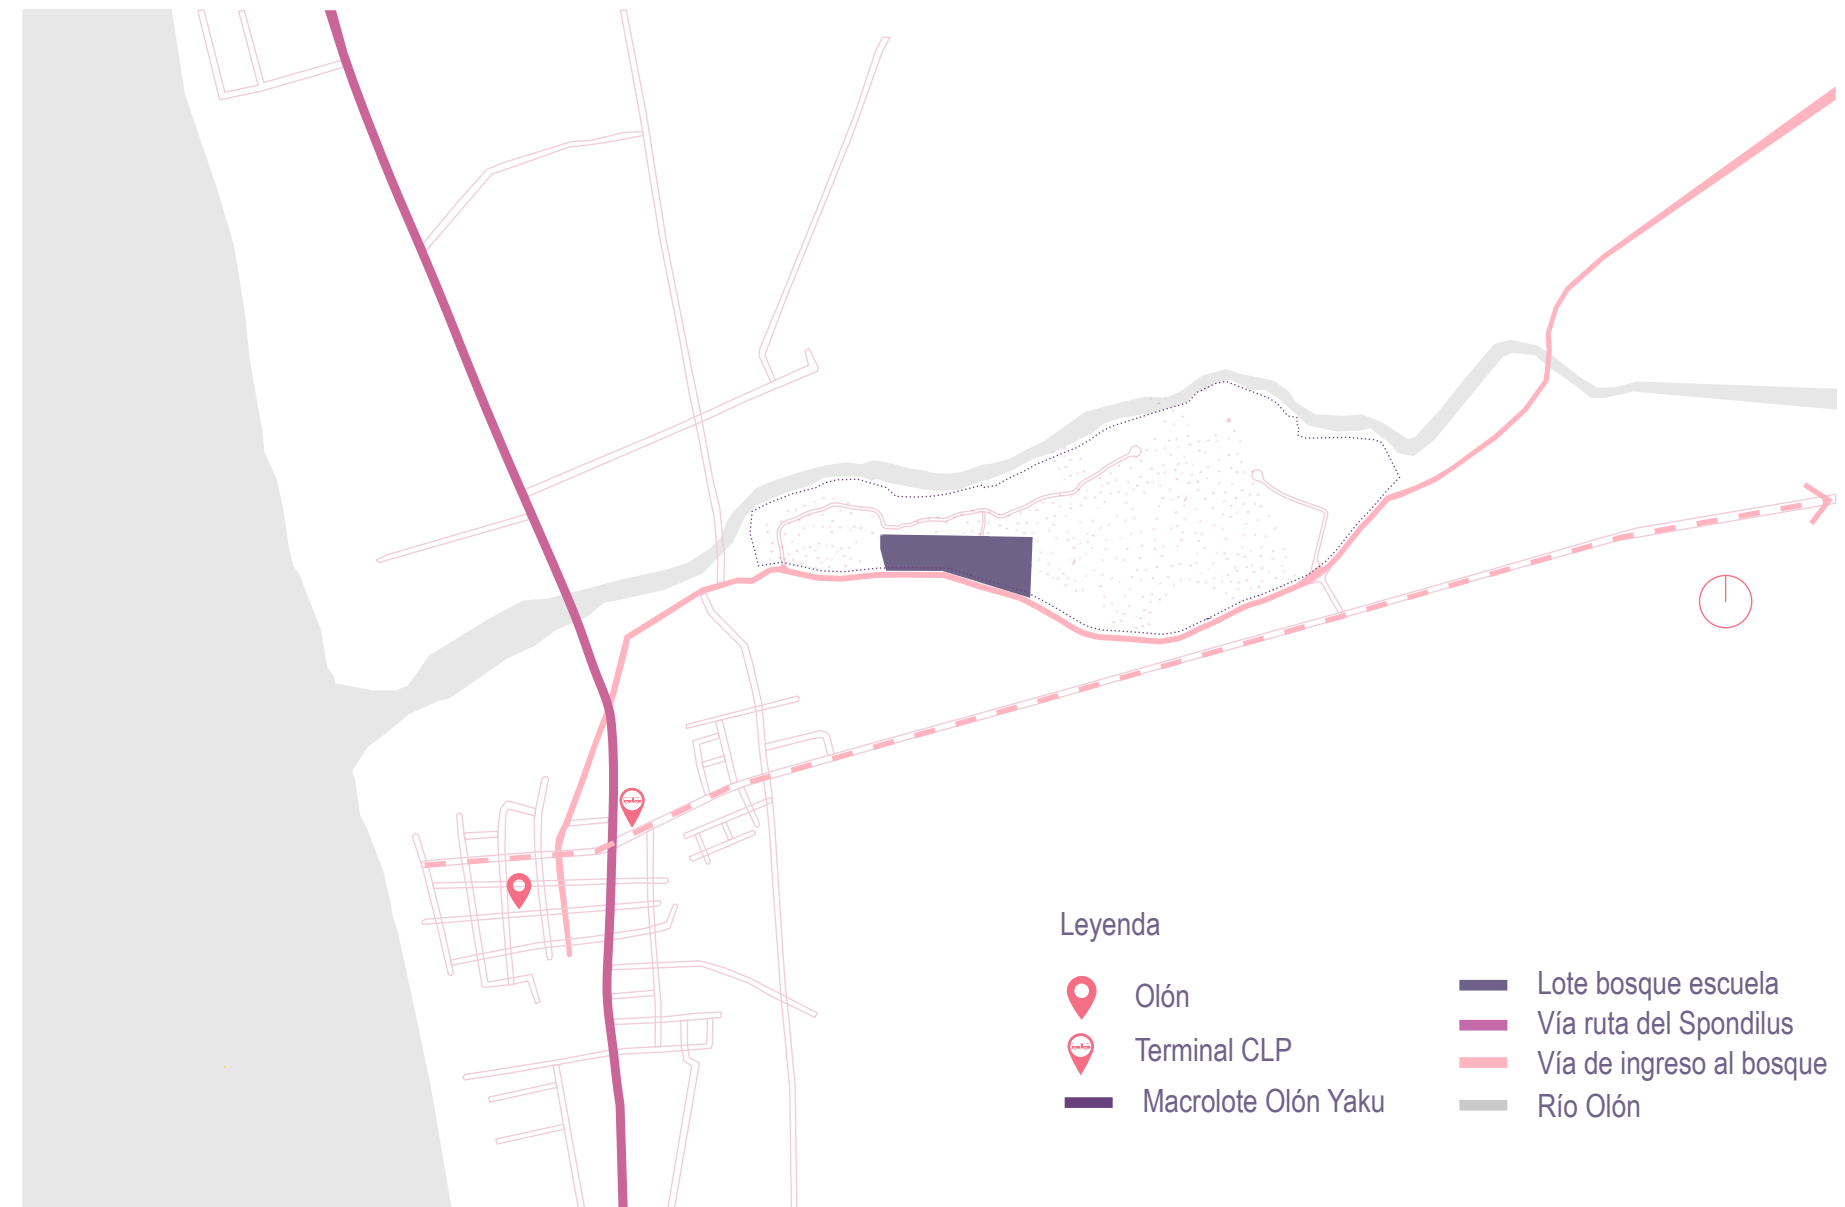 Leyenda
Olón
Terminal CLP
Macrolote Olón Yaku
Lote bosque escuela
Vía ruta del Spondilus
Vía de ingreso al bosque
Río Olón